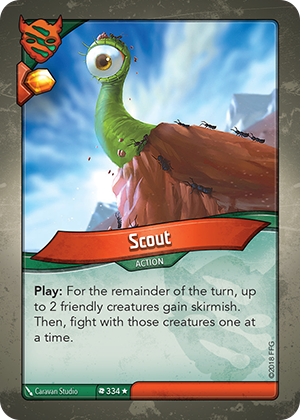 Scout
ACTION
Play: For the remainder of the turn, up
to 2 friendly creatures gain skirmish.
Then, fight with those creatures one at
a time.
©2018 FFG
Caravan Studio
334